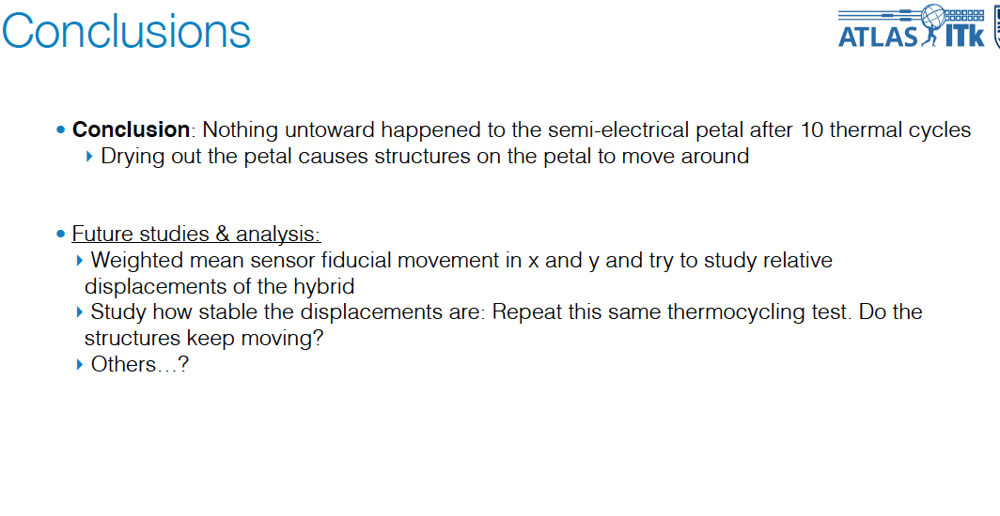 Conclusions
ATLAS ITk
• Conclusion: Nothing untoward happened to the semi-electrical petal after 10 thermal cycles
‣ Drying out the petal causes structures on the petal to move around
• Future studies & analysis:
‣ Weighted mean sensor fiducial movement in x and y and try to study relative
displacements of the hybrid
‣ Study how stable the displacements are: Repeat this same thermocycling test. Do the
structures keep moving?
‣ Others…?